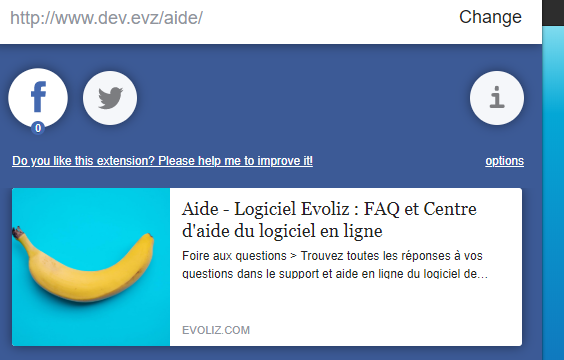 http://www.dev.evz/aide/
Change
f
0
i
Do you like this extension? Please help me to improve it!
options
Aide - Logiciel Evoliz : FAQ et Centre
d'aide du logiciel en ligne
Foire aux questions > Trouvez toutes les réponses à vos
questions dans le support et aide en ligne du logiciel de...
EVOLIZ.COM